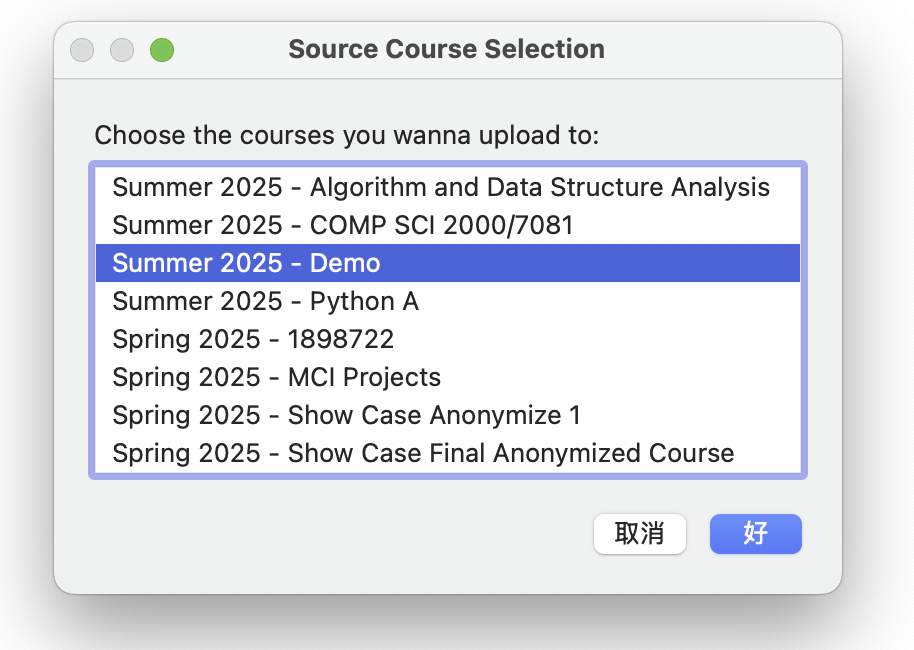 Source Course Selection
Choose the courses you wanna upload to:
Summer 2025 - Algorithm and Data Structure Analysis
Summer 2025 - COMP SCI 2000/7081
Summer 2025 - Demo
Summer 2025 - Python A
Spring 2025 - 1898722
Spring 2025 - MCI Projects
Spring 2025 - Show Case Anonymize 1
Spring 2025 - Show Case Final Anonymized Course
取消 好